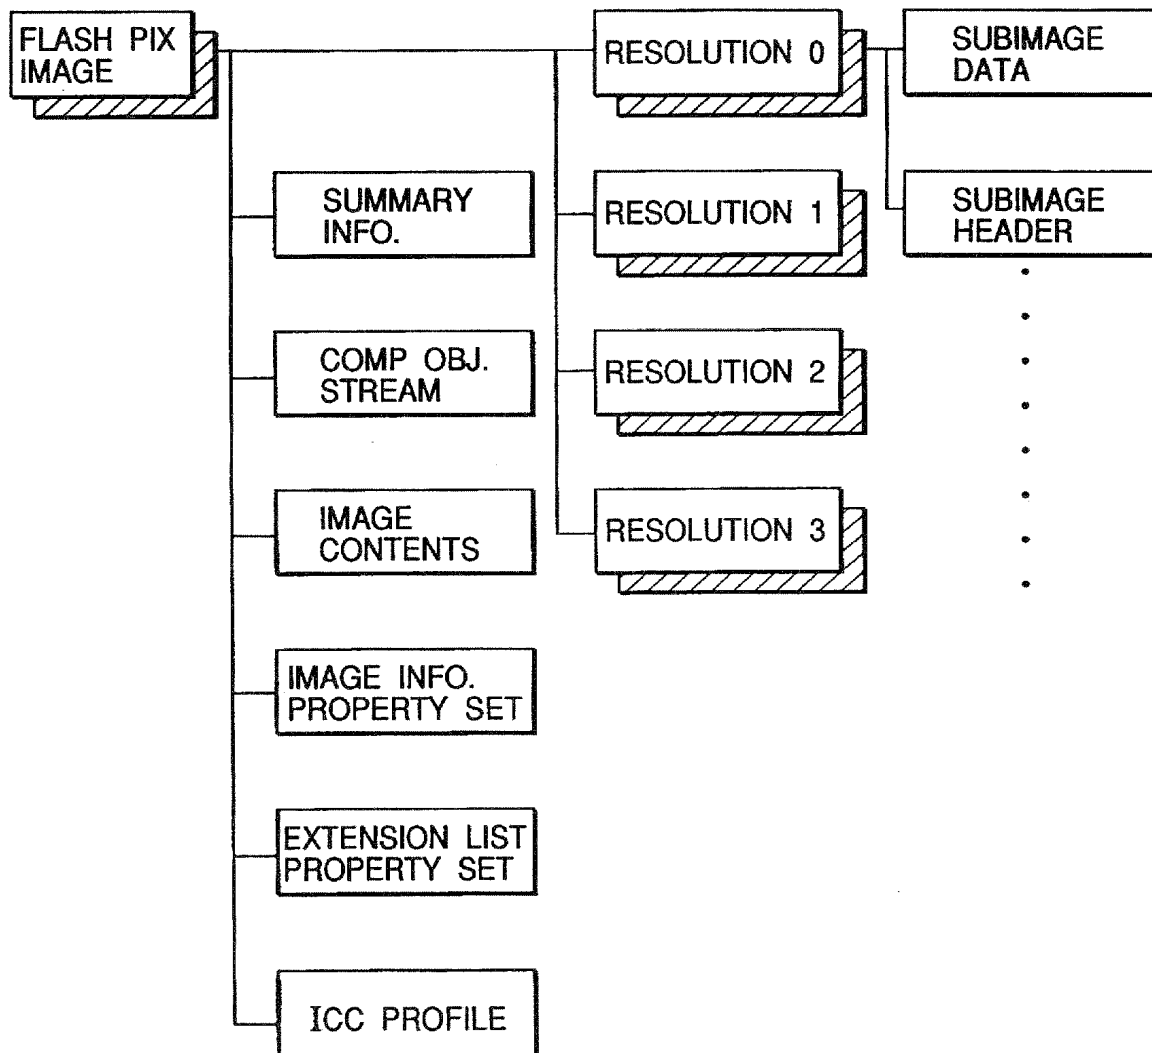 FLASH PIX
IMAGE
RESOLUTION 0
SUBIMAGE
DATA
SUMMARY
INFO.
RESOLUTION 1
SUBIMAGE
HEADER
COMP OBJ.
STREAM
RESOLUTION 2
IMAGE
CONTENTS
RESOLUTION 3
IMAGE INFO.
PROPERTY SET
EXTENSION LIST
PROPERTY SET
ICC PROFILE